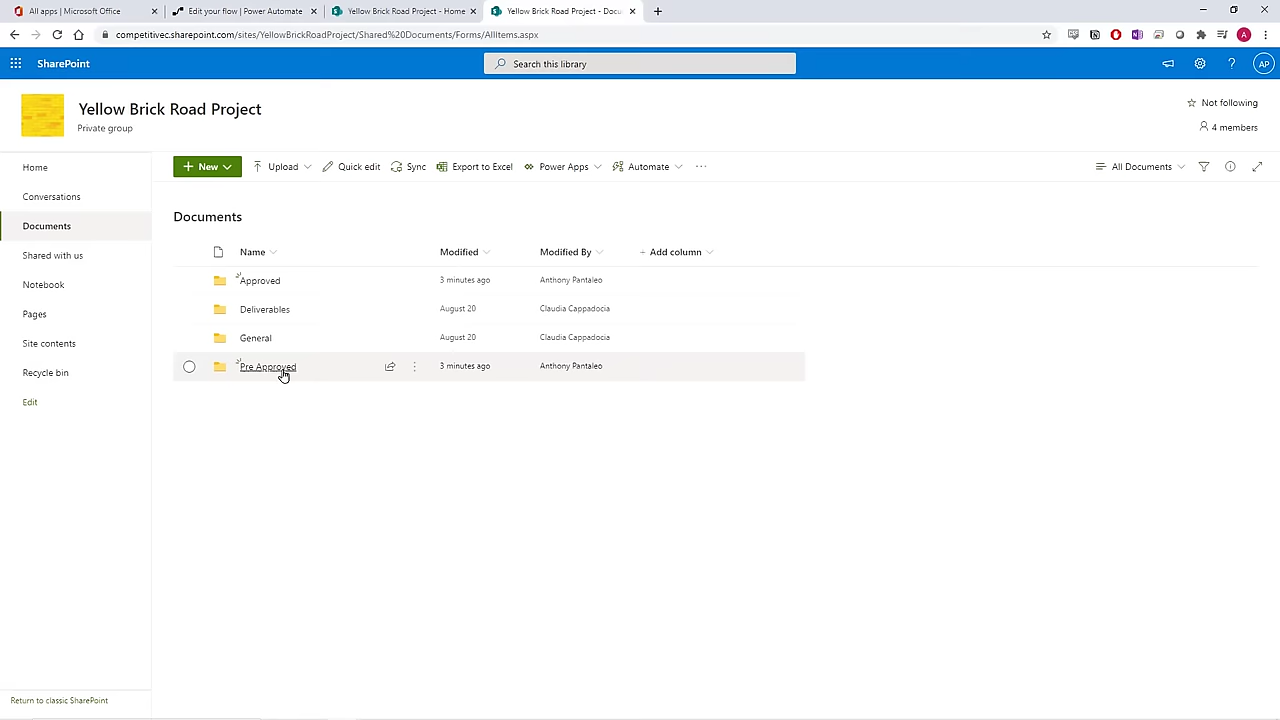 All apps | Microsoft Office
Edit your flow | Power Automate
Yellow Brick Road Project - Home
Yellow Brick Road Project - Docu
competitivec.sharepoint.com/sites/YellowBrickRoadProject/Shared%20Documents/Forms/AllItems.aspx
A
SharePoint
Search this library
AP
Yellow Brick Road Project
Private group
Not following
4 members
Home
Conversations
Documents
Shared with us
Notebook
Pages
Site contents
Recycle bin
Edit
Return to classic SharePoint
New
Upload
Quick edit
Sync
Export to Excel
Power Apps
Automate
All Documents
Documents
Name
Modified
Modified By
Add column
Approved
3 minutes ago
Anthony Pantaleo
Deliverables
August 20
Claudia Cappadocia
General
August 20
Claudia Cappadocia
Pre Approved
3 minutes ago
Anthony Pantaleo